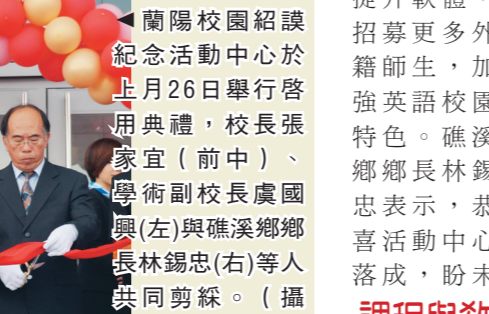 蘭陽校園紹謨
紀念活動中心於
上月26日舉行啓
用典禮，校長張
家宜（前中）、
學術副校長虞國
興(左)與礁溪鄉鄉
長林錫忠(右)等人
共同剪綵。（攝
提升軟體。
招募更多外
籍師生，加
強英語校園
特色。礁溪
鄉鄉長林錫
忠表示，恭
喜活動中心
落成，盼未
課程與教